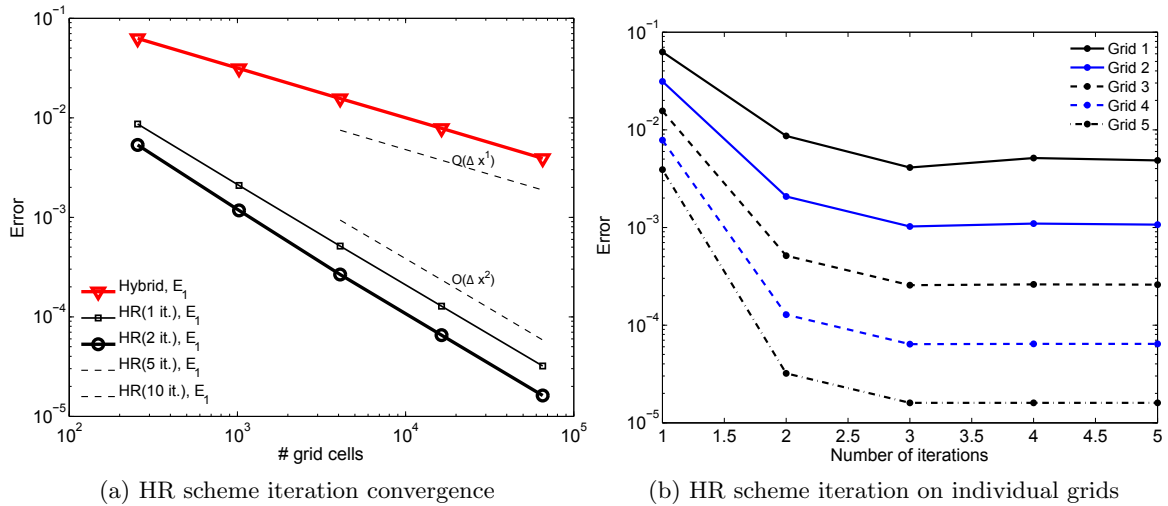 10^-1
10^-2
10^-3
10^-4
10^-5
Error
O(Δ x^1)
O(Δ x^2)
Hybrid, E_1
HR(1 it.), E_1
HR(2 it.), E_1
HR(5 it.), E_1
HR(10 it.), E_1
10^2 10^3 10^4 10^5
# grid cells
(a) HR scheme iteration convergence
10^-1
10^-2
10^-3
10^-4
10^-5
Error
Grid 1
Grid 2
Grid 3
Grid 4
Grid 5
1 1.5 2 2.5 3 3.5 4 4.5 5
Number of iterations
(b) HR scheme iteration on individual grids